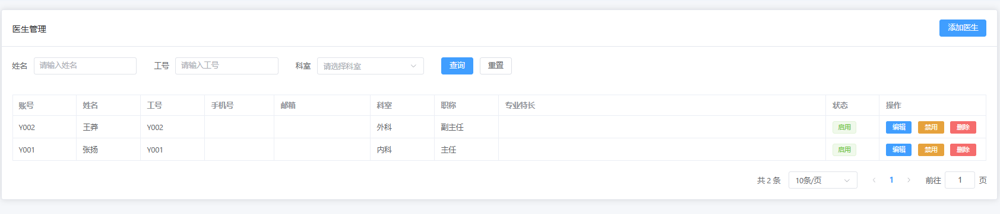 医生管理 添加医生
姓名 请输入姓名 工号 请输入工号 科室 请选择科室 查询 重置
账号 姓名 工号 手机号 邮箱 科室 职称 专业特长 状态 操作
Y002 王莽 Y002 外科 副主任 启用 编辑 禁用 删除
Y001 张扬 Y001 内科 主任 启用 编辑 禁用 删除
共 2 条 10条/页 1 前往 1 页